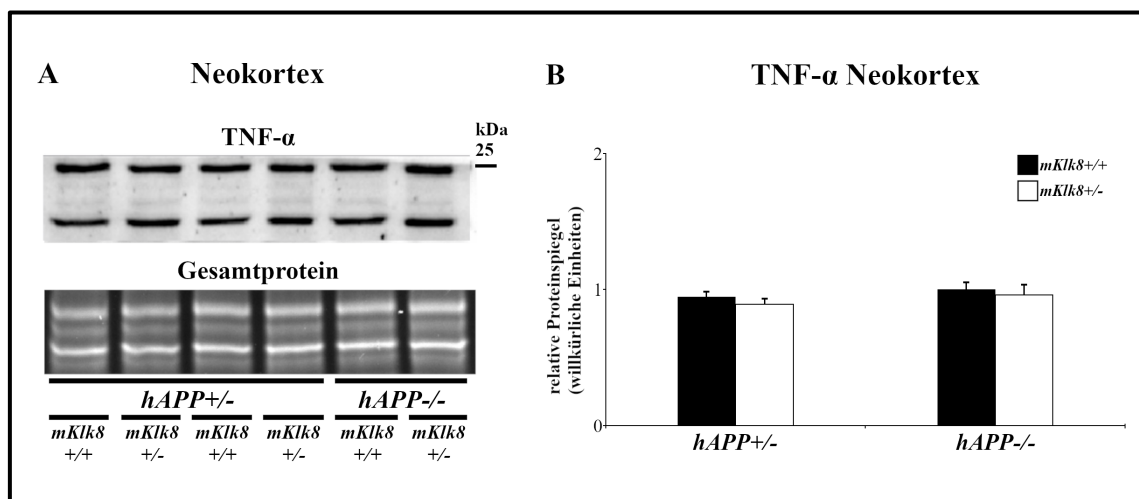 A
Neokortex
TNF-α
kDa
25
Gesamtprotein
hAPP+/-
hAPP-/-
mKlk8 mKlk8 mKlk8 mKlk8 mKlk8 mKlk8
+/+ +/- +/+ +/- +/+ +/-
B
TNF-α Neokortex
relative Proteinspiegel
(willkürliche Einheiten)
2
1
0
mKlk8+/+
mKlk8+/-
hAPP+/-
hAPP-/-